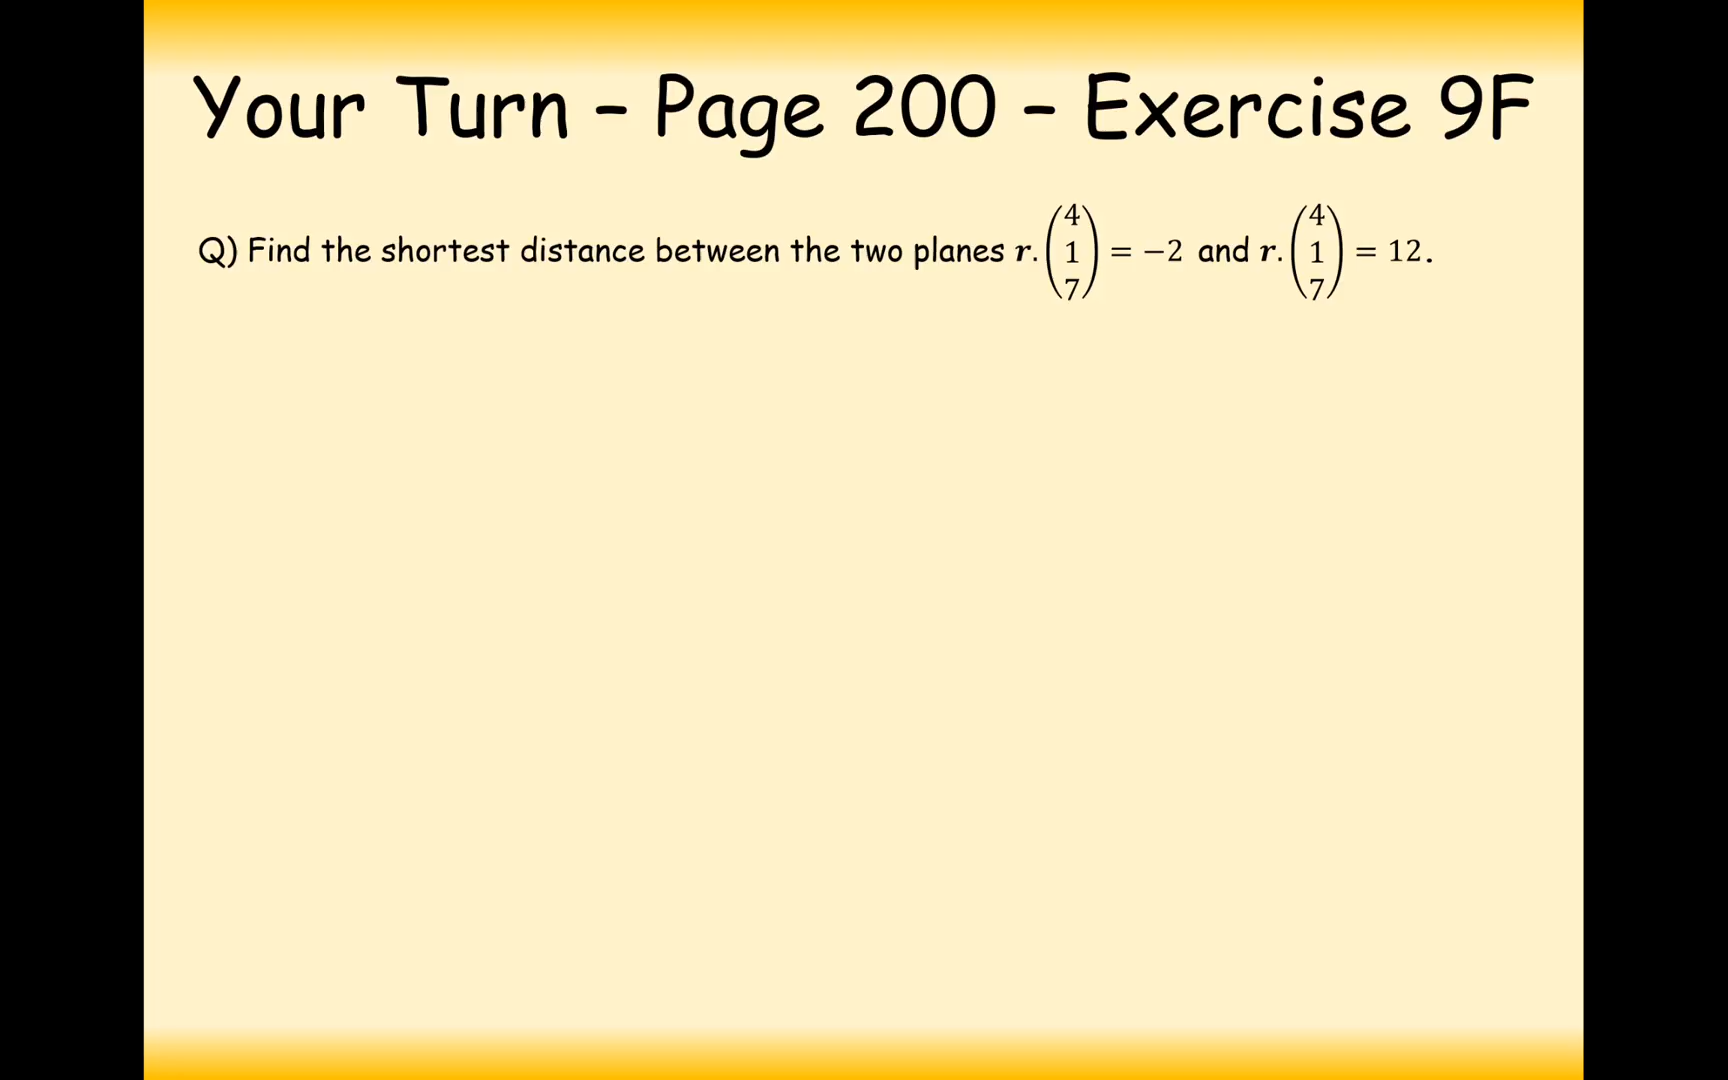 Your Turn – Page 200 – Exercise 9F
Q) Find the shortest distance between the two planes r. (4 1 7) = −2 and r. (4 1 7) = 12.